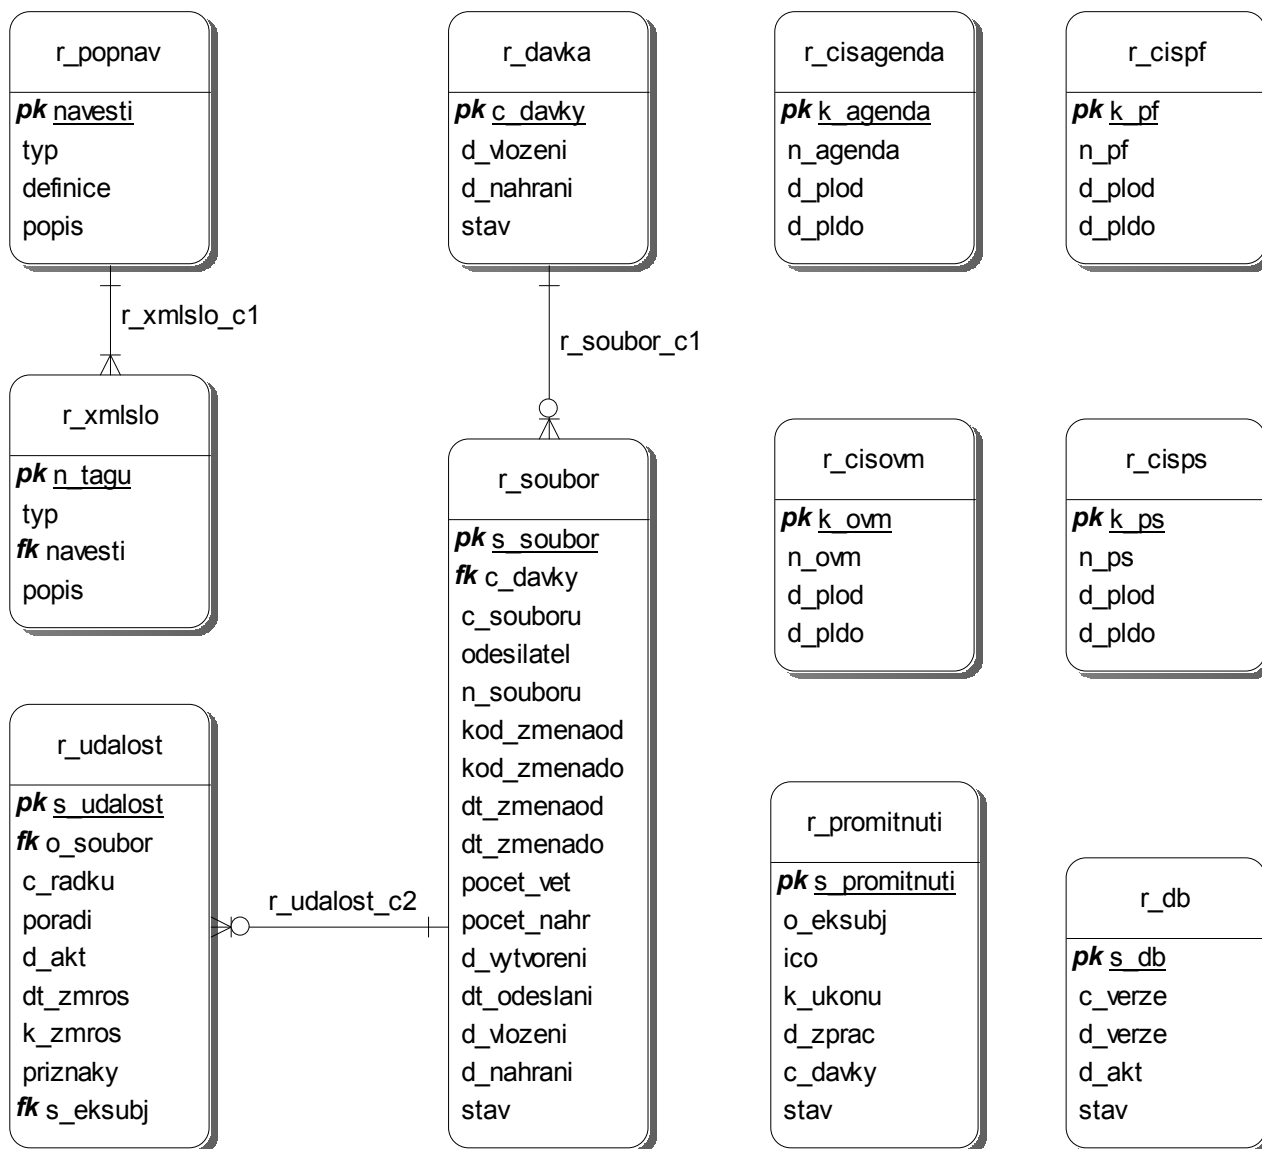 r_popnav
pk navesti
typ
definice
popis
r_xmlslo_c1
r_xmlslo
pk n_tagu
typ
fk navesti
popis
r_udalost
pk s_udalost
fk o_soubor
c_radku
poradi
d_akt
dt_zmros
k_zmros
priznaky
fk s_eksubj
r_udalost_c2
r_davka
pk c_davky
d_vlozeni
d_nahrani
stav
r_soubor_c1
r_soubor
pk s_soubor
fk c_davky
c_souboru
odesilatel
n_souboru
kod_zmenaod
kod_zmenado
dt_zmenaod
dt_zmenado
pocet_vet
pocet_nahr
d_vytvoreni
dt_odeslani
d_vlozeni
d_nahrani
stav
r_cisagenda
pk k_agenda
n_agenda
d_plod
d_pldo
r_cispf
pk k_pf
n_pf
d_plod
d_pldo
r_cisovm
pk k_ovm
n_ovm
d_plod
d_pldo
r_cisps
pk k_ps
n_ps
d_plod
d_pldo
r_promitnuti
pk s_promitnuti
o_eksubj
ico
k_ukonu
d_zprac
c_davky
stav
r_db
pk s_db
c_verze
d_verze
d_akt
stav